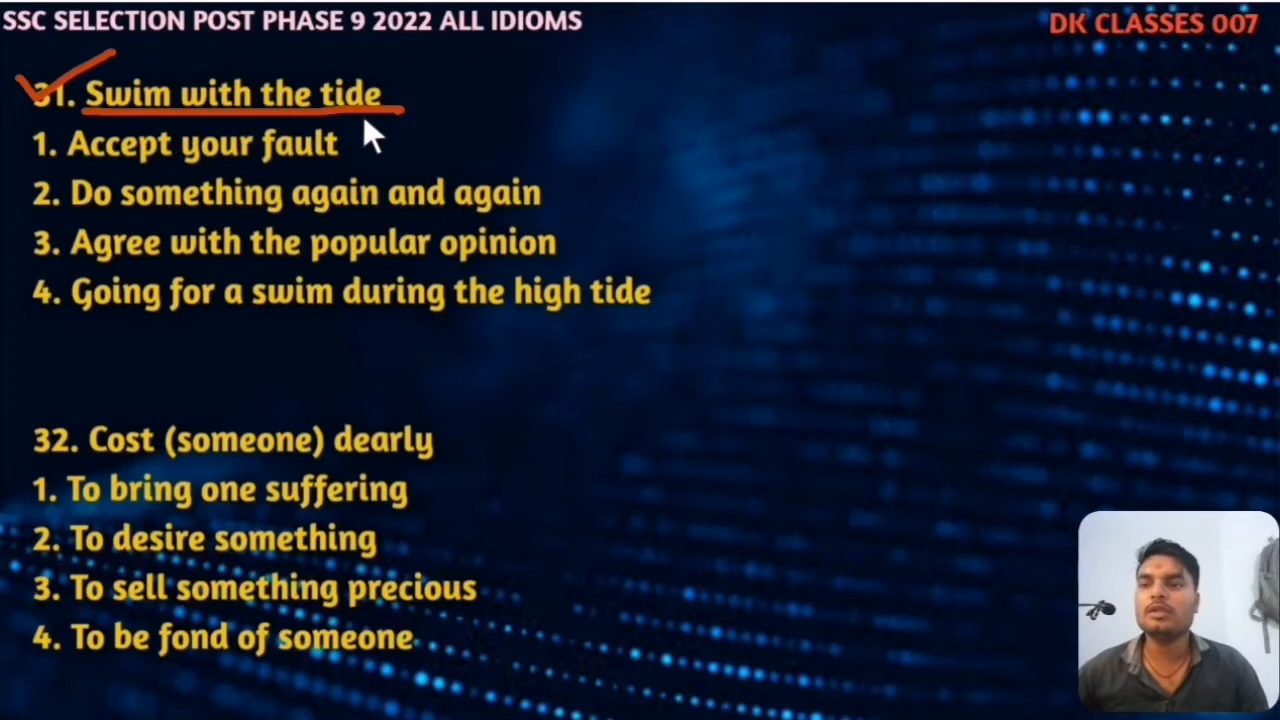 SSC SELECTION POST PHASE 9 2022 ALL IDIOMS
DK CLASSES 007
31. Swim with the tide
1. Accept your fault
2. Do something again and again
3. Agree with the popular opinion
4. Going for a swim during the high tide
32. Cost (someone) dearly
1. To bring one suffering
2. To desire something
3. To sell something precious
4. To be fond of someone